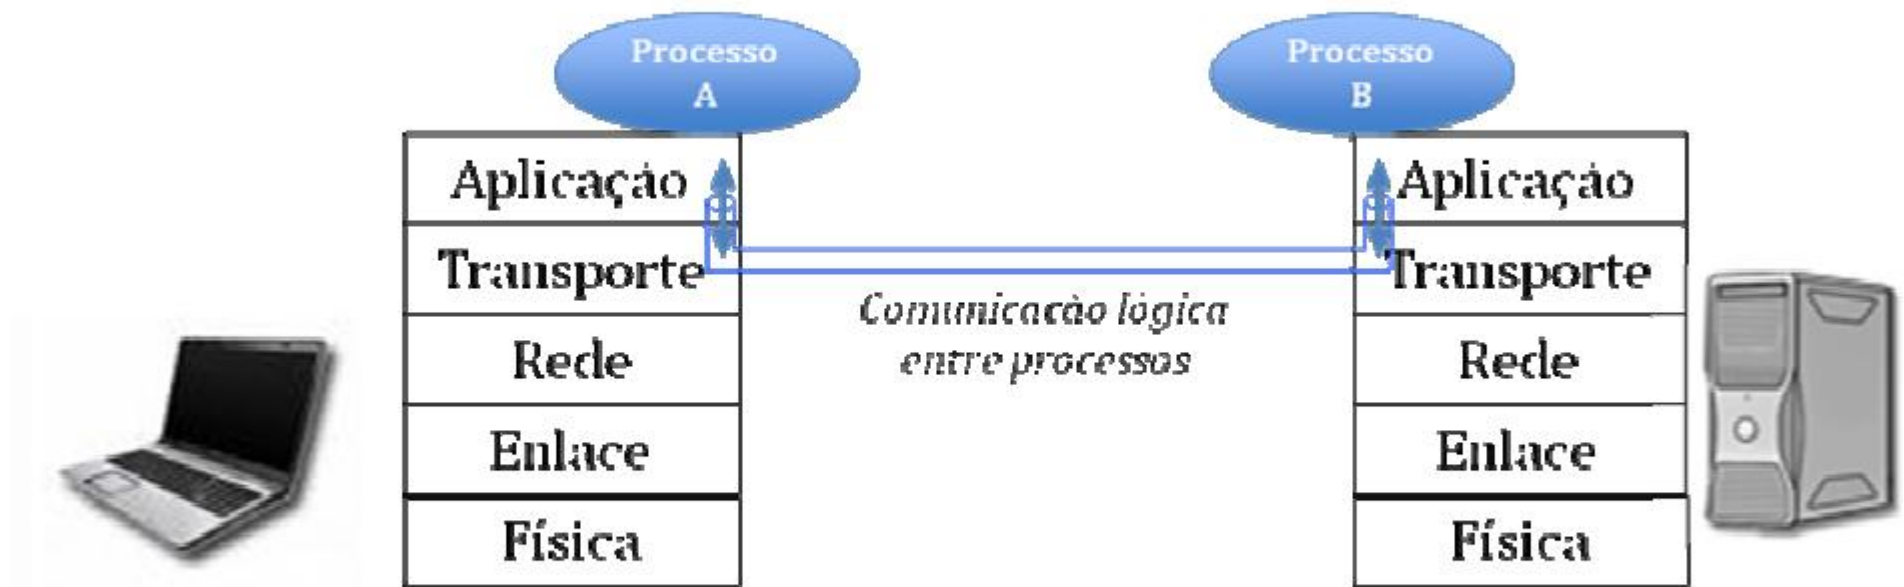 Processo
A
Processo
B
Aplicação
Transporte
Rede
Enlace
Física
Comunicação lógica
entre processos
Aplicação
Transporte
Rede
Enlace
Física